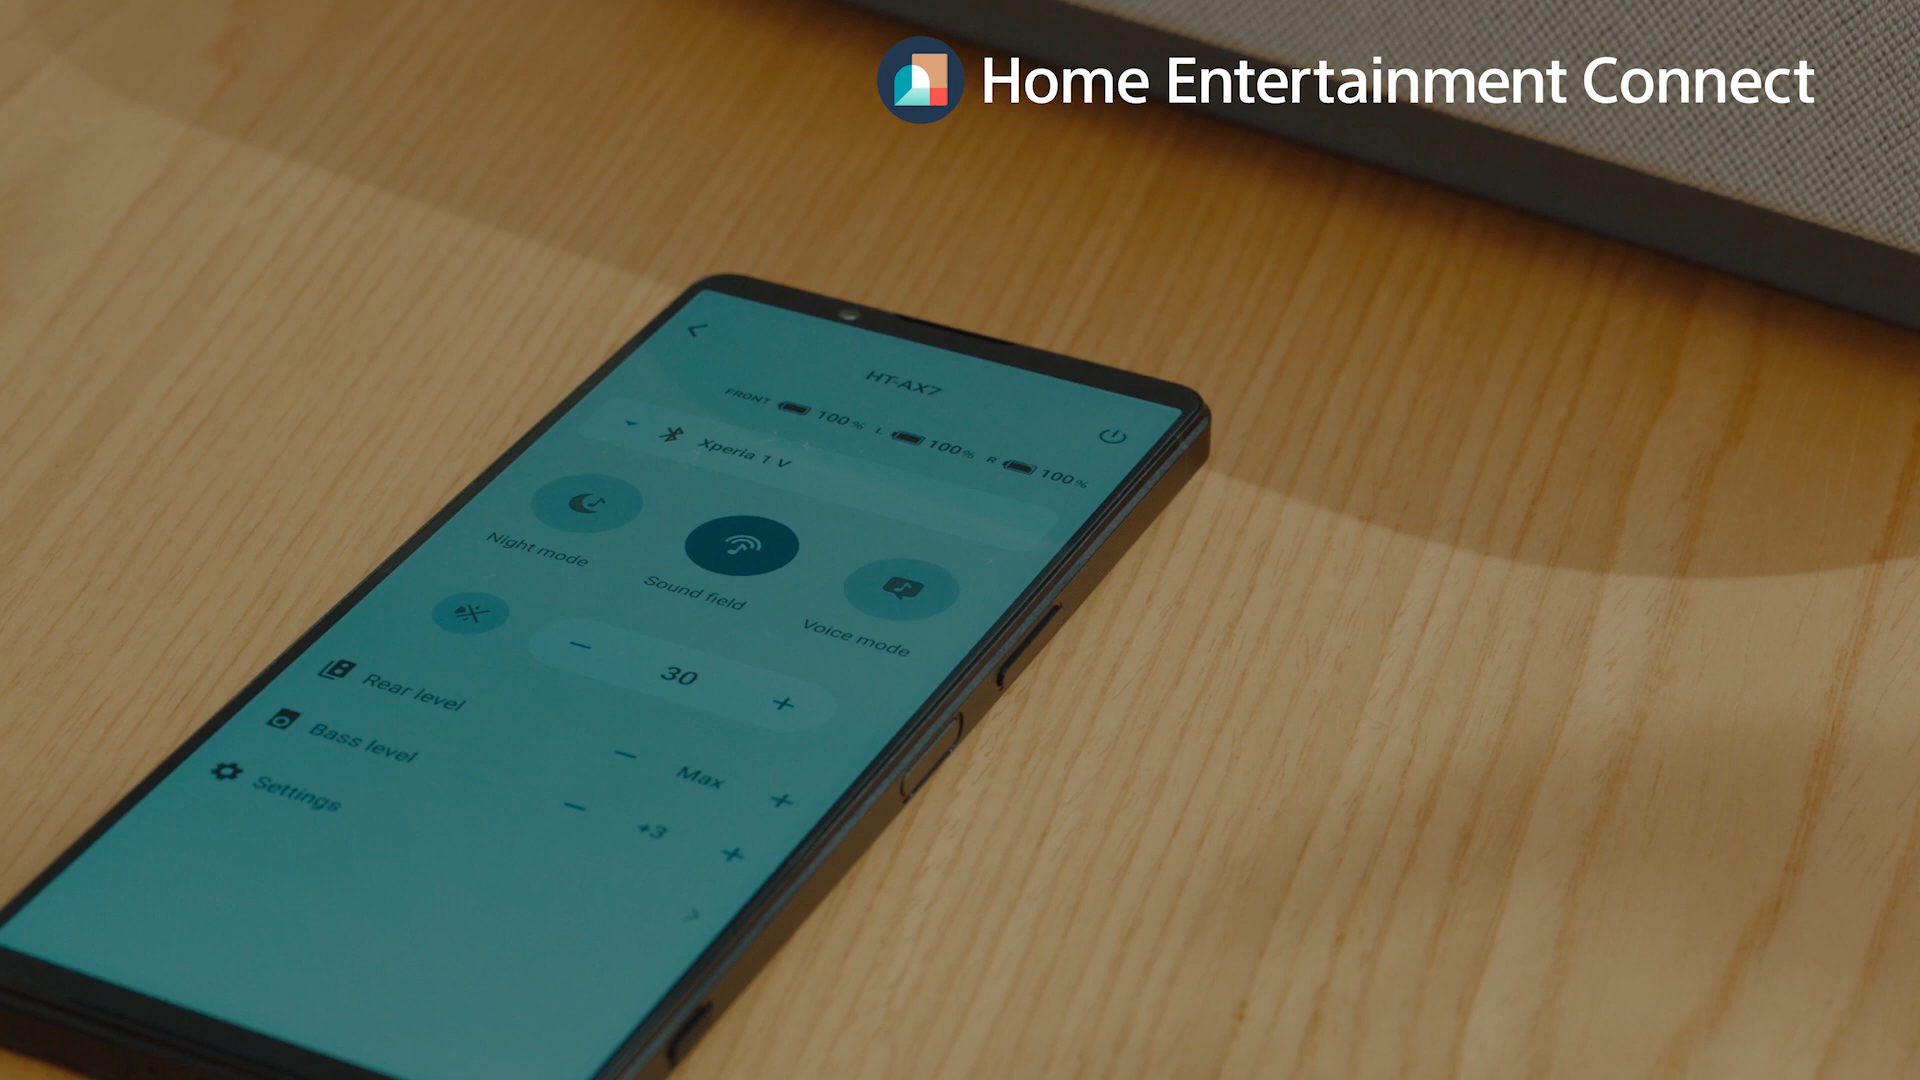 Home Entertainment Connect
HT-AX7
FRONT 100% L 100% R 100%
Xperia 1 V
Night mode
Sound field
Voice mode
30
Rear level
Max
Bass level
+3
Settings